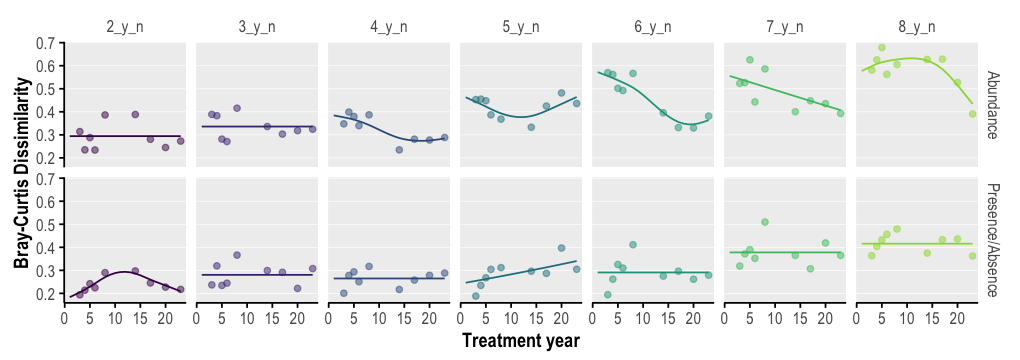 2_y_n 3_y_n 4_y_n 5_y_n 6_y_n 7_y_n 8_y_n
0.7
0.6
0.5
0.4
0.3
0.2
Abundance
Bray-Curtis Dissimilarity
0.7
0.6
0.5
0.4
0.3
0.2
Presence/Absence
0 5 10 15 20 0 5 10 15 20 0 5 10 15 20 0 5 10 15 20 0 5 10 15 20 0 5 10 15 20 0 5 10 15 20
Treatment year